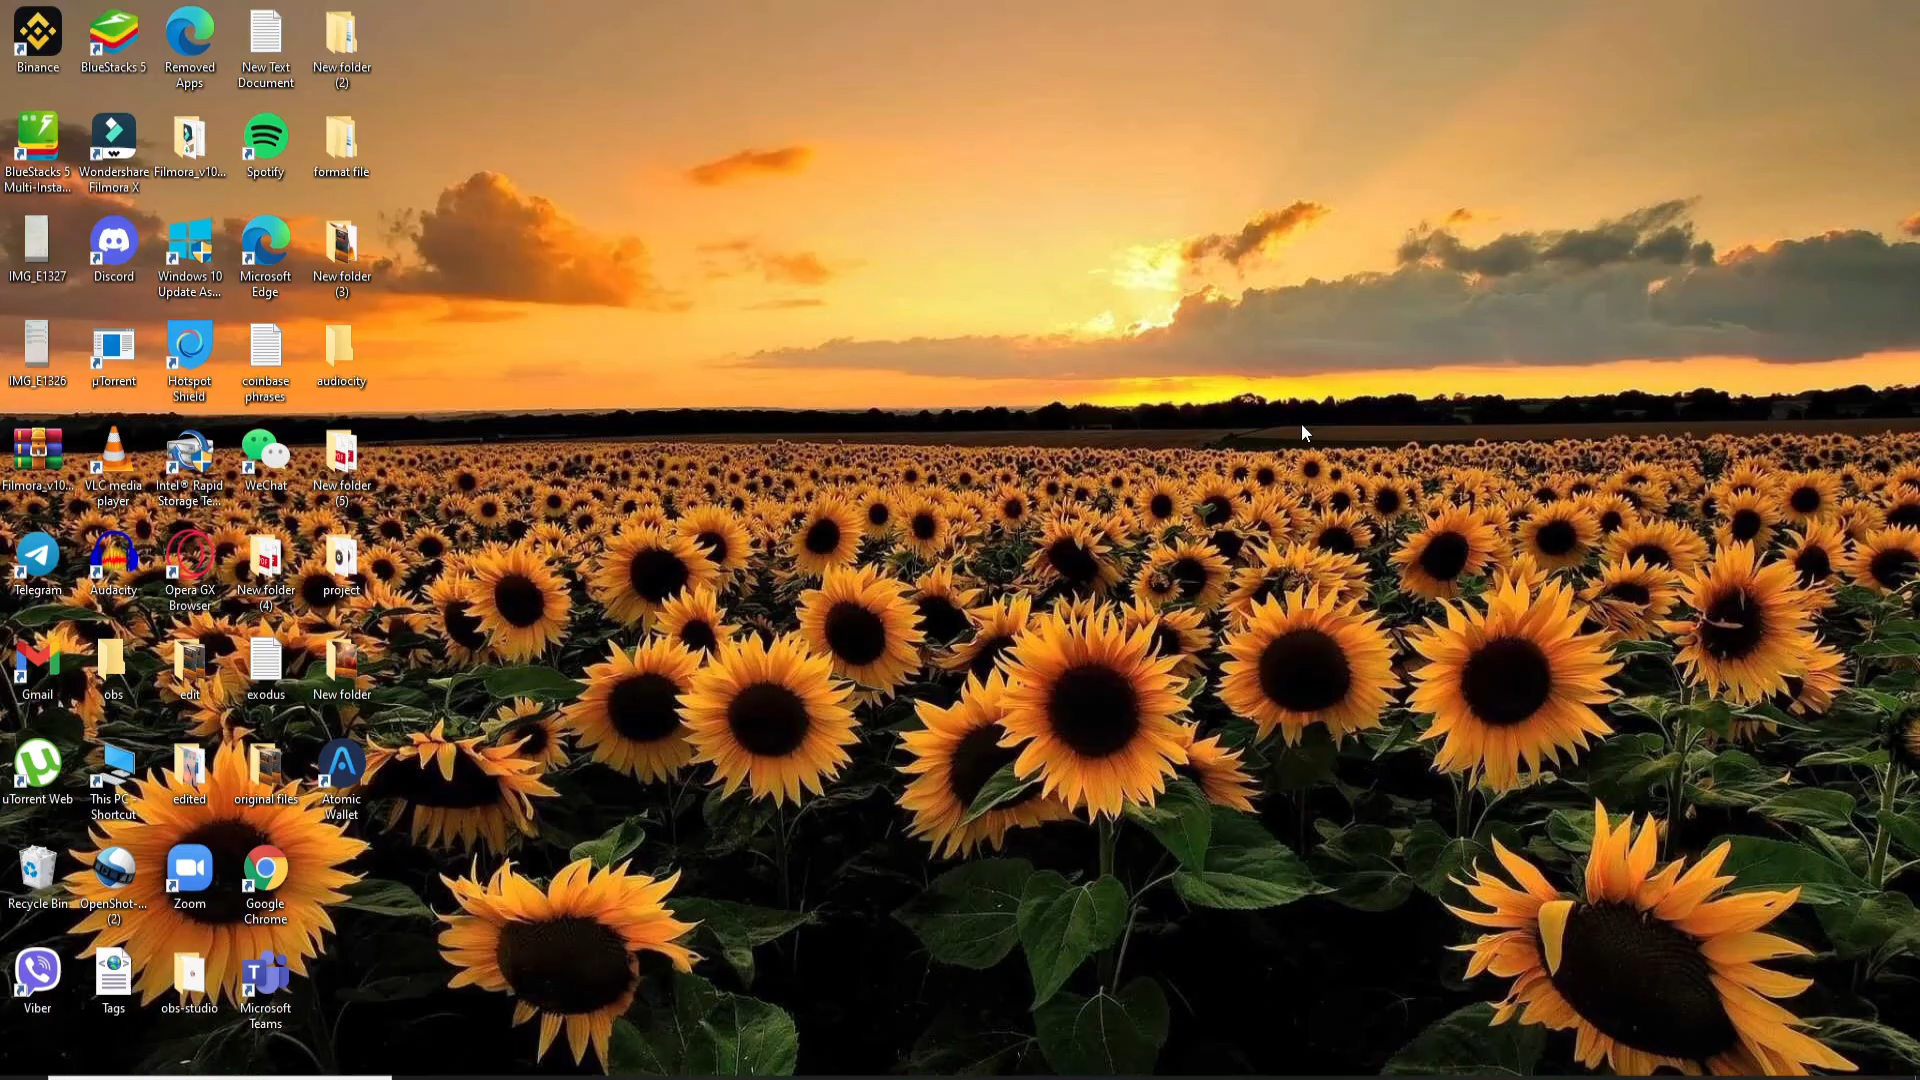 Binance
BlueStacks 5
Removed
Apps
New Text
Document
New folder
(2)
BlueStacks 5
Multi-Insta...
Wondershare
Filmora X
Filmora_v10...
Spotify
format file
IMG_E1327
Discord
Windows 10
Update As...
Microsoft
Edge
New folder
(3)
IMG_E1326
µTorrent
Hotspot
Shield
coinbase
phrases
audiocity
Filmora_v10...
VLC media
player
Intel® Rapid
Storage Te...
WeChat
New folder
(5)
Telegram
Audacity
Opera GX
Browser
New folder
(4)
project
Gmail
obs
edit
exodus
New folder
uTorrent Web
This PC -
Shortcut
edited
original files
Atomic
Wallet
Recycle Bin
OpenShot-...
(2)
Zoom
Google
Chrome
Viber
Tags
obs-studio
Microsoft
Teams